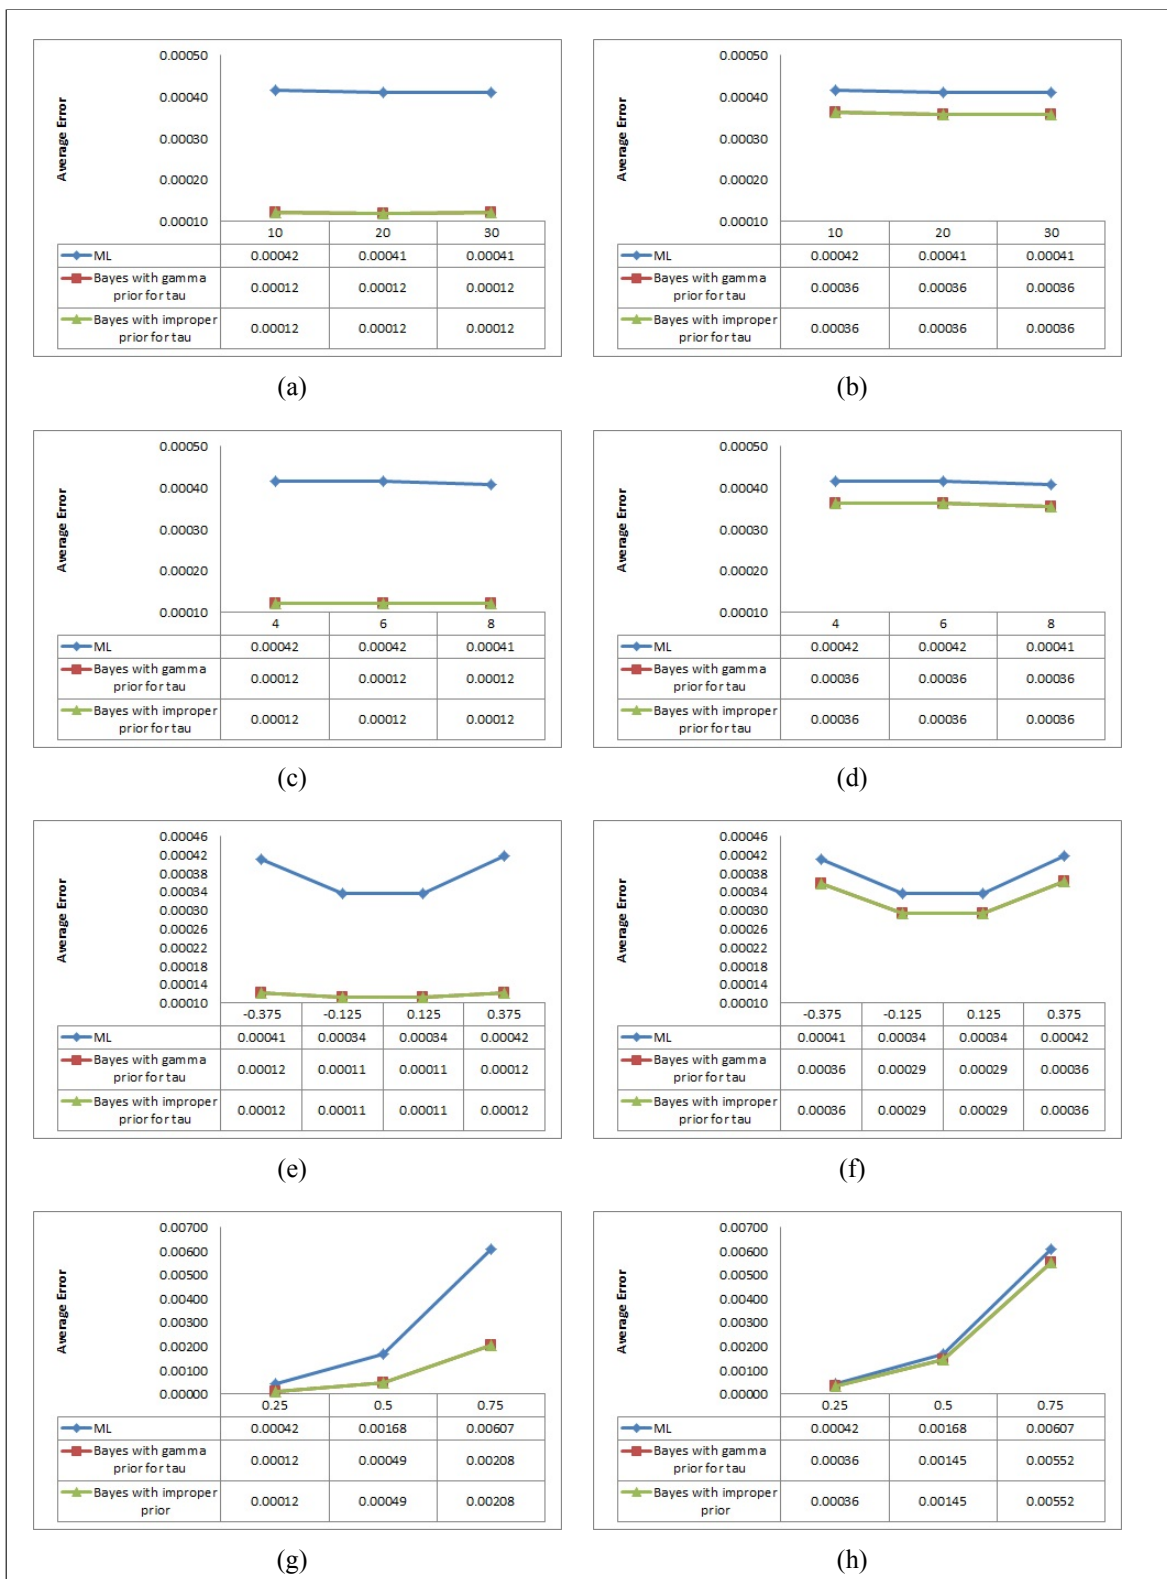 0.00050
0.00040
0.00030
0.00020
0.00010
Average Error
10 20 30
ML 0.00042 0.00041 0.00041
Bayes with gamma
prior for tau 0.00012 0.00012 0.00012
Bayes with improper
prior for tau 0.00012 0.00012 0.00012
(a)
0.00050
0.00040
0.00030
0.00020
0.00010
Average Error
10 20 30
ML 0.00042 0.00041 0.00041
Bayes with gamma
prior for tau 0.00036 0.00036 0.00036
Bayes with improper
prior for tau 0.00036 0.00036 0.00036
(b)
0.00050
0.00040
0.00030
0.00020
0.00010
Average Error
4 6 8
ML 0.00042 0.00042 0.00041
Bayes with gamma
prior for tau 0.00012 0.00012 0.00012
Bayes with improper
prior for tau 0.00012 0.00012 0.00012
(c)
0.00050
0.00040
0.00030
0.00020
0.00010
Average Error
4 6 8
ML 0.00042 0.00042 0.00041
Bayes with gamma
prior for tau 0.00036 0.00036 0.00036
Bayes with improper
prior for tau 0.00036 0.00036 0.00036
(d)
0.00046
0.00042
0.00038
0.00034
0.00030
0.00026
0.00022
0.00018
0.00014
0.00010
Average Error
-0.375 -0.125 0.125 0.375
ML 0.00041 0.00034 0.00034 0.00042
Bayes with gamma
prior for tau 0.00012 0.00011 0.00011 0.00012
Bayes with improper
prior for tau 0.00012 0.00011 0.00011 0.00012
(e)
0.00046
0.00042
0.00038
0.00034
0.00030
0.00026
0.00022
0.00018
0.00014
0.00010
Average Error
-0.375 -0.125 0.125 0.375
ML 0.00041 0.00034 0.00034 0.00042
Bayes with gamma
prior for tau 0.00036 0.00029 0.00029 0.00036
Bayes with improper
prior for tau 0.00036 0.00029 0.00029 0.00036
(f)
0.00700
0.00600
0.00500
0.00400
0.00300
0.00200
0.00100
0.00000
Average Error
0.25 0.5 0.75
ML 0.00042 0.00168 0.00607
Bayes with gamma
prior for tau 0.00012 0.00049 0.00208
Bayes with improper
prior 0.00012 0.00049 0.00208
(g)
0.00700
0.00600
0.00500
0.00400
0.00300
0.00200
0.00100
0.00000
Average Error
0.25 0.5 0.75
ML 0.00042 0.00168 0.00607
Bayes with gamma
prior for tau 0.00036 0.00145 0.00552
Bayes with improper
prior 0.00036 0.00145 0.00552
(h)